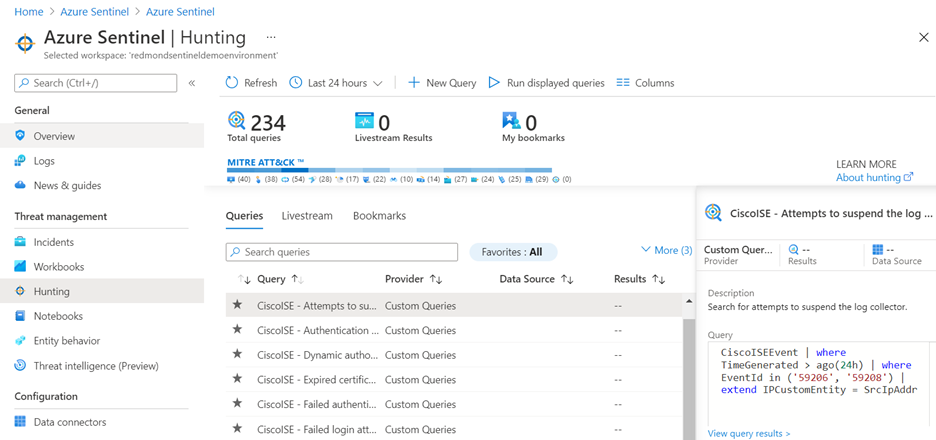 Home > Azure Sentinel > Azure Sentinel
Azure Sentinel | Hunting ...
Selected workspace: 'redmondsentineldemoenvironment'
Search (Ctrl+/)
«
General
Overview
Logs
News & guides
Threat management
Incidents
Workbooks
Hunting
Notebooks
Entity behavior
Threat intelligence (Preview)
Configuration
Data connectors
Refresh
Last 24 hours
New Query
Run displayed queries
Columns
234
Total queries
0
Livestream Results
0
My bookmarks
MITRE ATT&CK ™
(40) (38) (54) (28) (17) (22) (10) (14) (27) (24) (25) (29) (0)
LEARN MORE
About hunting
Queries Livestream Bookmarks
Search queries
Favorites : All
More (3)
Query Provider Data Source Results
CiscoISE - Attempts to su... Custom Queries --
CiscoISE - Authentication ... Custom Queries --
CiscoISE - Dynamic autho... Custom Queries --
CiscoISE - Expired certific... Custom Queries --
CiscoISE - Failed authenti... Custom Queries --
CiscoISE - Failed login att... Custom Queries --
CiscoISE - Attempts to suspend the log ...
Custom Quer... -- --
Provider Results Data Source
Description
Search for attempts to suspend the log collector.
Query
CiscoISEEvent | where
TimeGenerated > ago(24h) | where
EventId in ('59206', '59208') |
extend IPCustomEntity = SrcIpAddr
View query results >